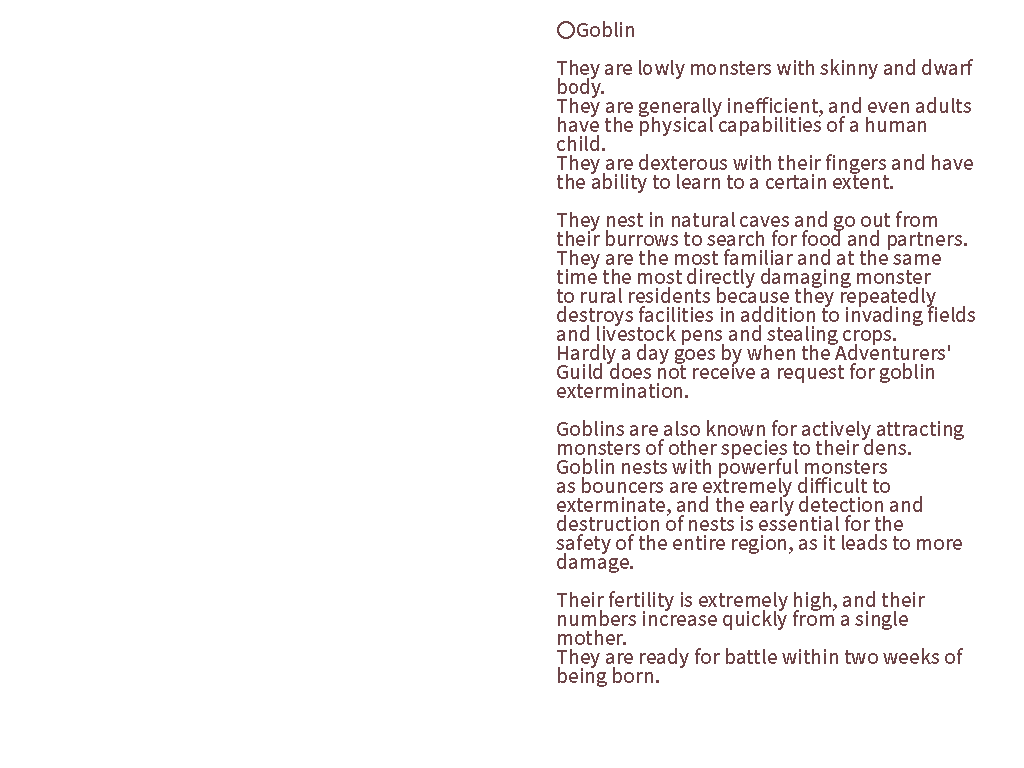 ○Goblin
They are lowly monsters with skinny and dwarf
body.
They are generally inefficient, and even adults
have the physical capabilities of a human
child.
They are dexterous with their fingers and have
the ability to learn to a certain extent.
They nest in natural caves and go out from
their burrows to search for food and partners.
They are the most familiar and at the same
time the most directly damaging monster
to rural residents because they repeatedly
destroys facilities in addition to invading fields
and livestock pens and stealing crops.
Hardly a day goes by when the Adventurers'
Guild does not receive a request for goblin
extermination.
Goblins are also known for actively attracting
monsters of other species to their dens.
Goblin nests with powerful monsters
as bouncers are extremely difficult to
exterminate, and the early detection and
destruction of nests is essential for the
safety of the entire region, as it leads to more
damage.
Their fertility is extremely high, and their
numbers increase quickly from a single
mother.
They are ready for battle within two weeks of
being born.